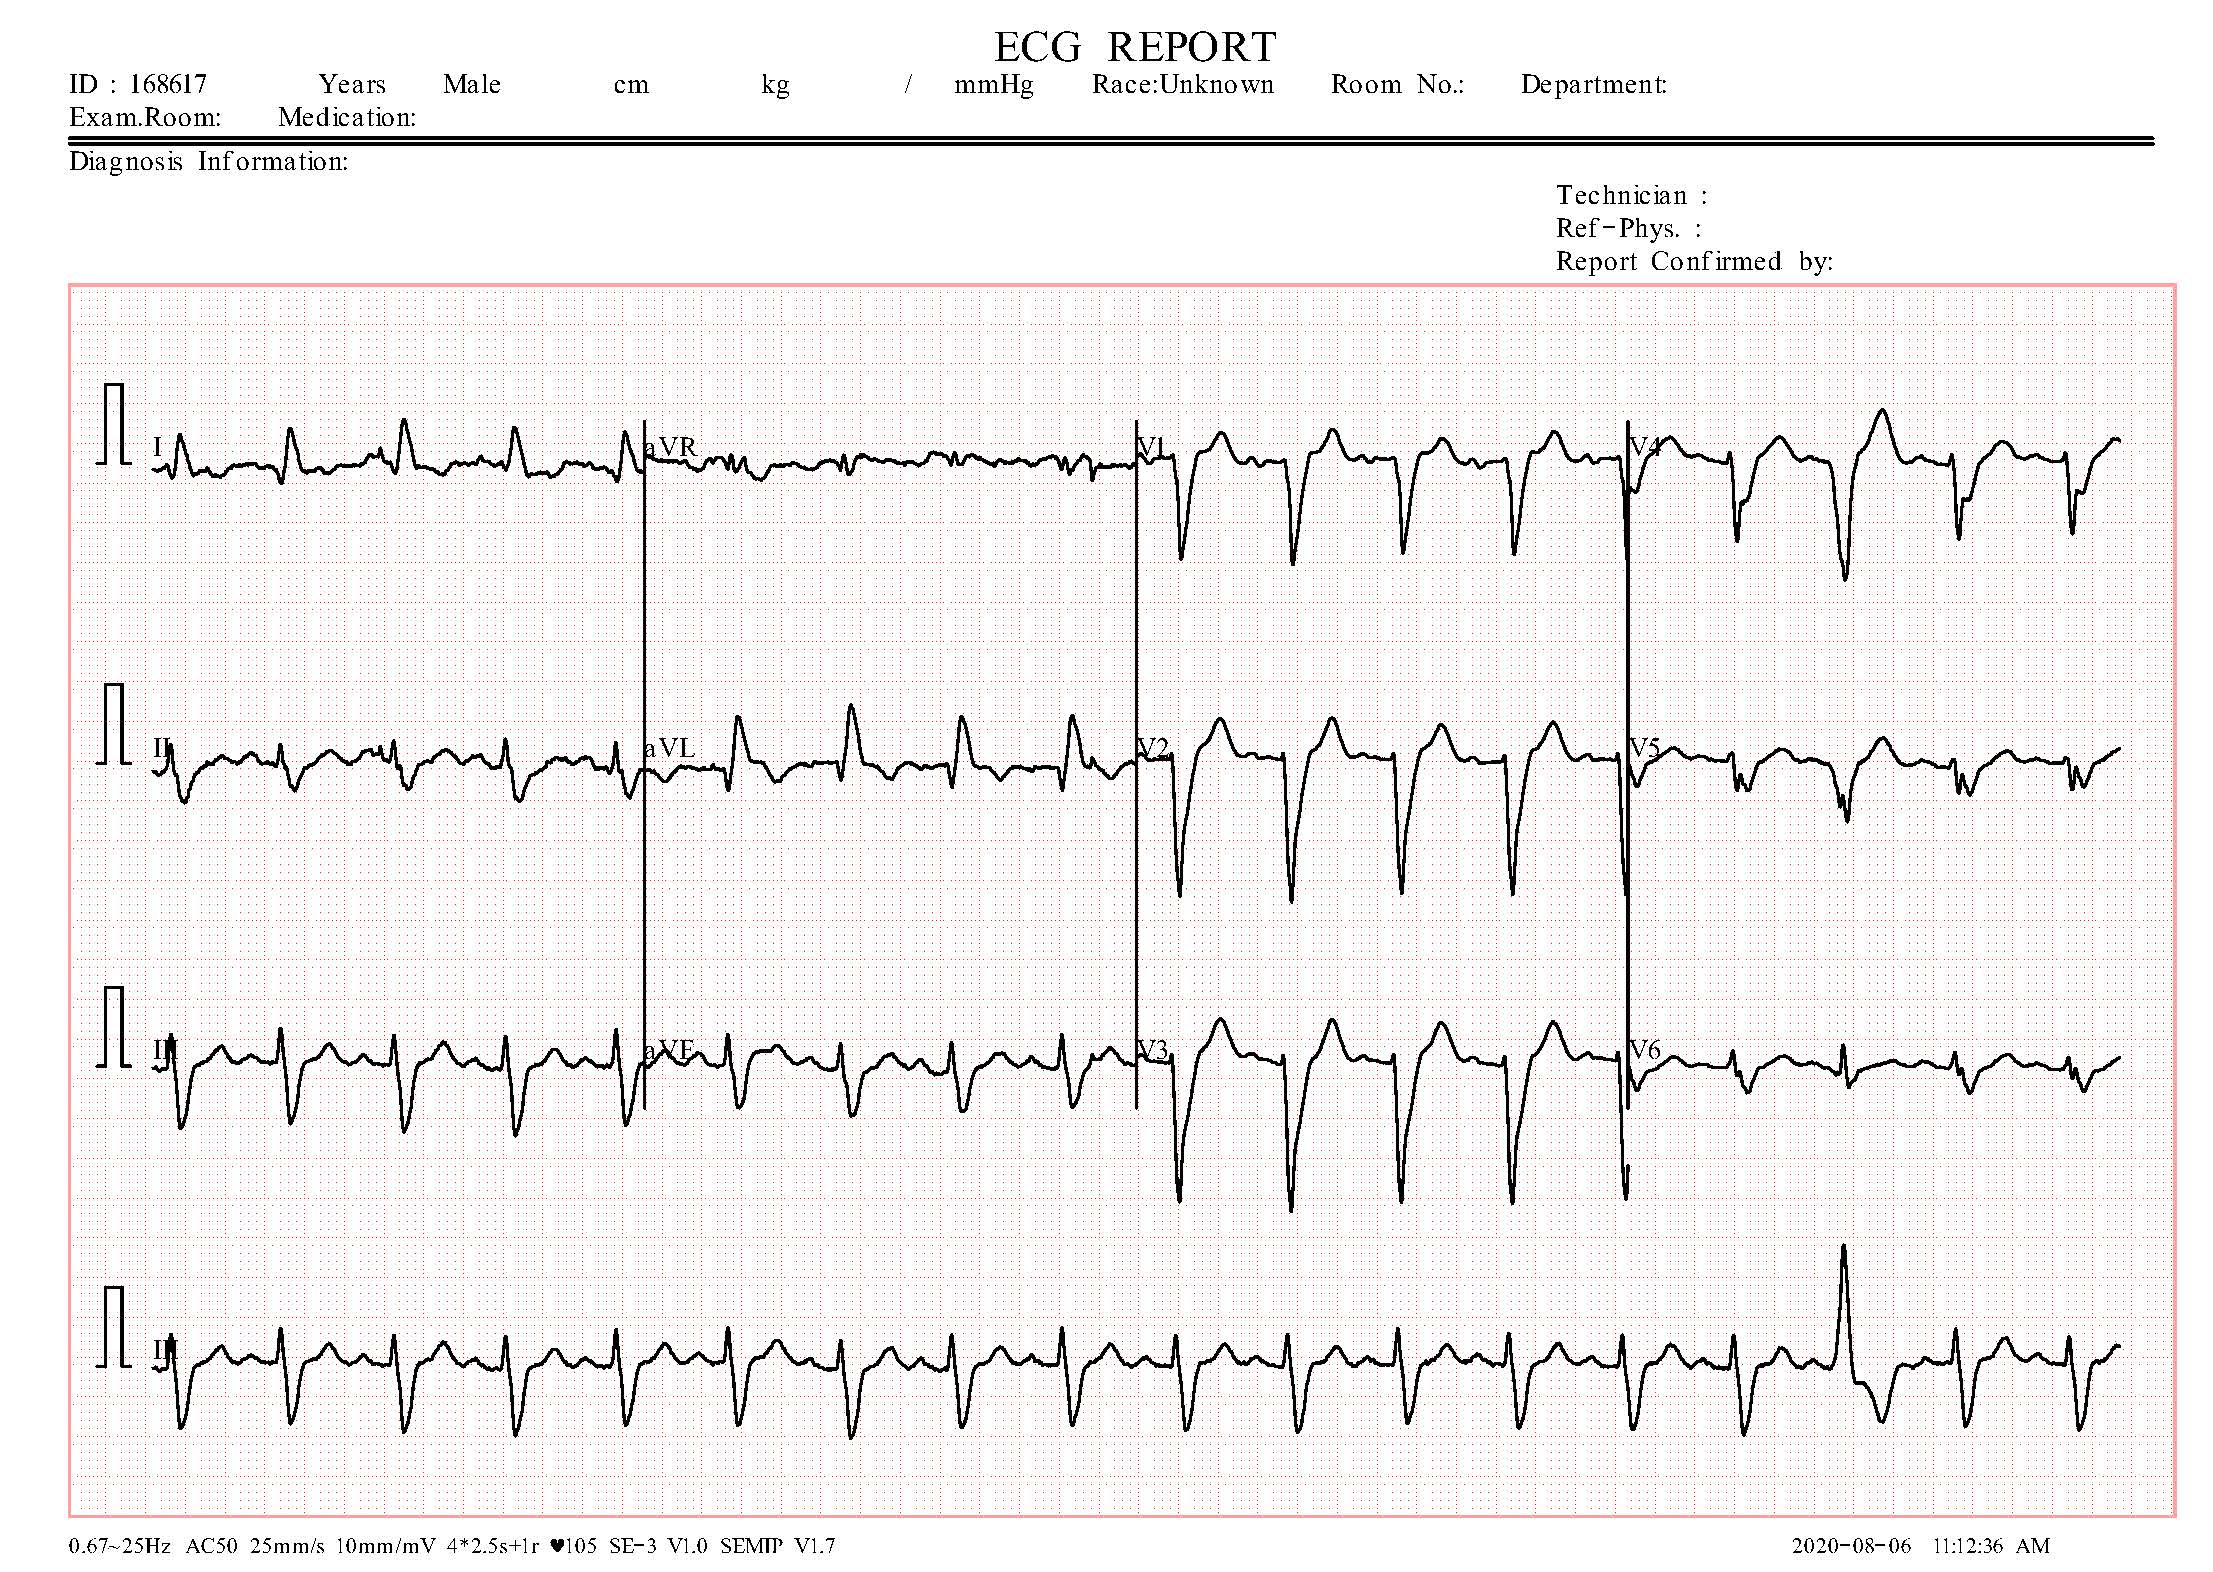 ECG REPORT
ID : 168617 Years Male cm kg / mmHg Race:Unknown Room No.: Department:
Exam.Room: Medication:
Diagnosis Information:
Technician :
Ref-Phys. :
Report Confirmed by:
I aVR V1 V4
II aVL V2 V5
III aVF V3 V6
III
0.67~25Hz AC50 25mm/s 10mm/mV 4*2.5s+1r ♥105 SE-3 V1.0 SEMIP V1.7
2020-08-06 11:12:36 AM